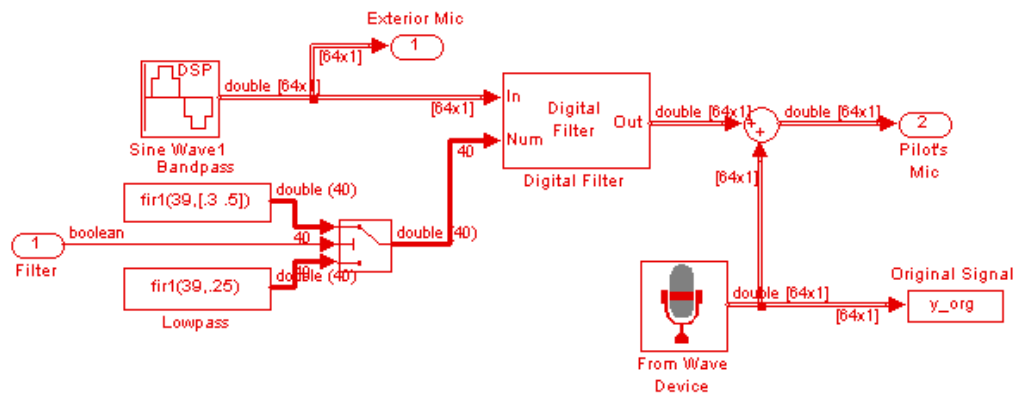 Exterior Mic
1
[64x1]
DSP
double [64x1]
[64x1]
Sine Wave1
In
Num
Digital
Filter
Out
Digital Filter
40
double [64x1]
+
+
double [64x1]
2
Pilot's
Mic
[64x1]
Bandpass
fir1(39,[.3 .5])
double (40)
1
Filter
boolean
40
double (40)
40
double (40)
fir1(39,.25)
Lowpass
From Wave
Device
double [64x1]
[64x1]
Original Signal
y_org